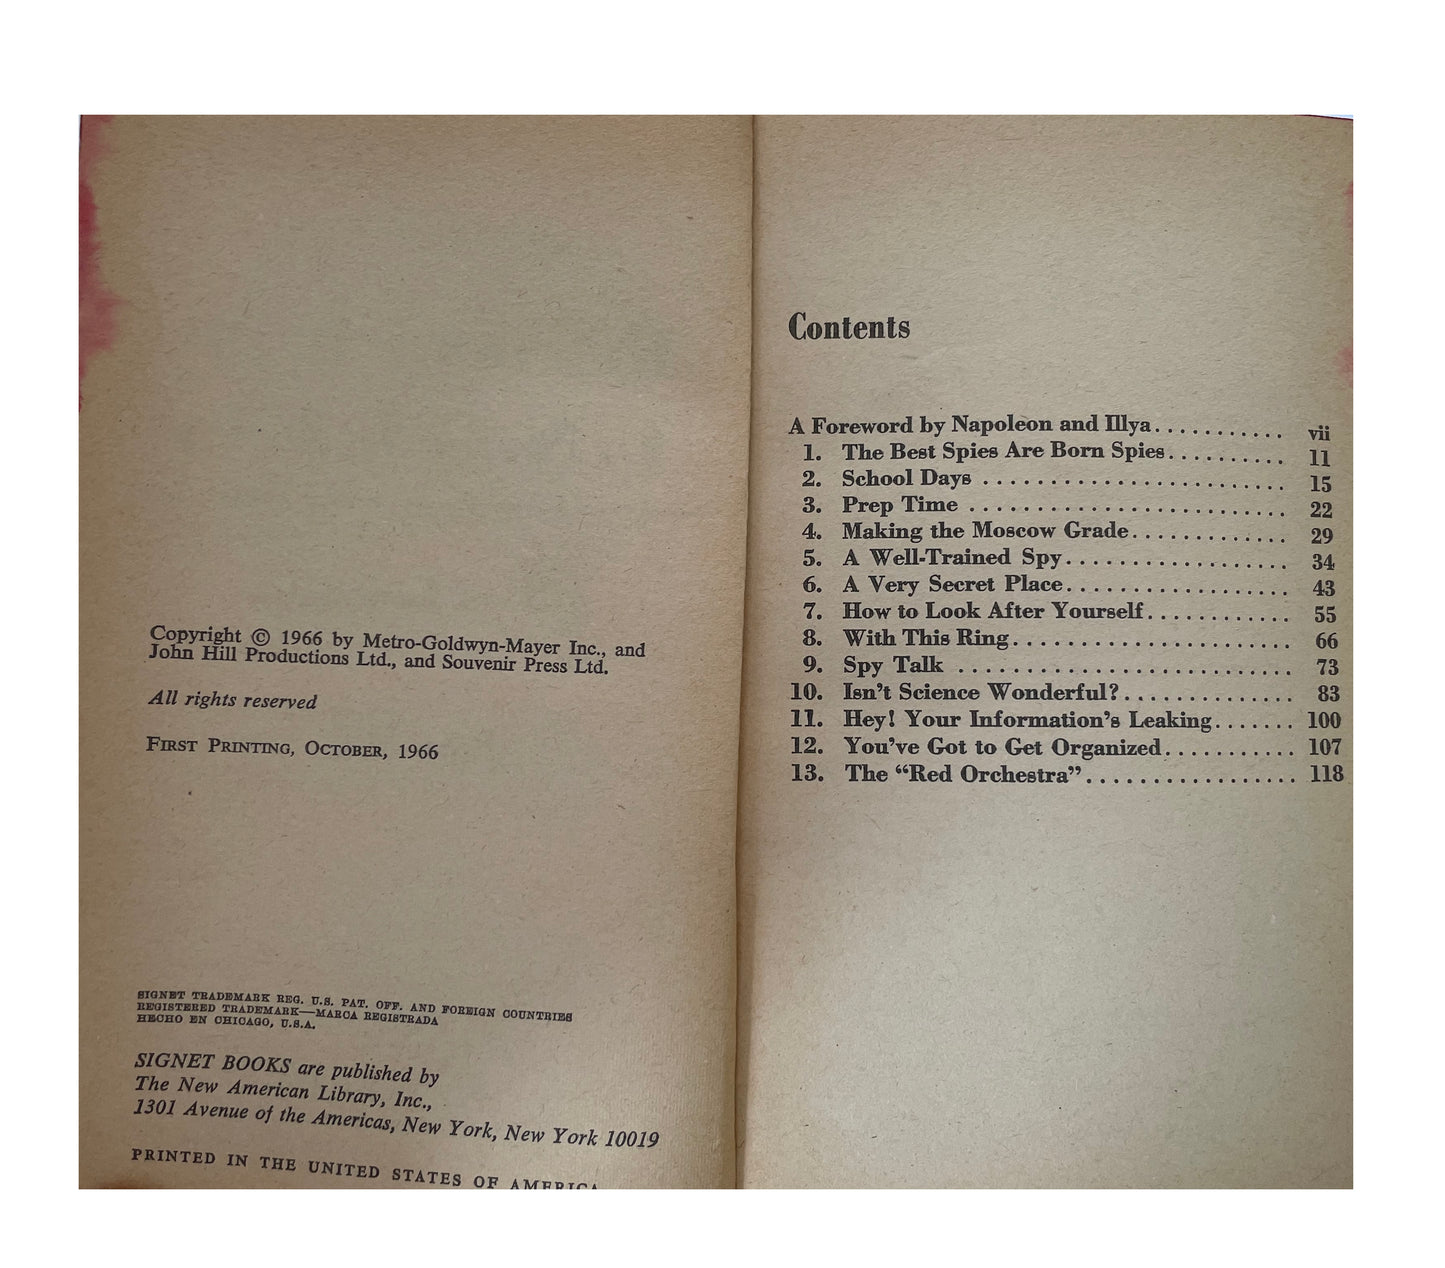 Copyright © 1966 by Metro-Goldwyn-Mayer Inc., and
John Hill Productions Ltd., and Souvenir Press Ltd.
All rights reserved
First Printing, October, 1966
SIGNET TRADEMARK REG. U.S. PAT. OFF. AND FOREIGN COUNTRIES
REGISTERED TRADEMARK—MARCA REGISTRADA
HECHO EN CHICAGO, U.S.A.
SIGNET BOOKS are published by
The New American Library, Inc.,
1301 Avenue of the Americas, New York, New York 10019
PRINTED IN THE UNITED STATES OF AMERICA
Contents
A Foreword by Napoleon and Illya........... vii
1. The Best Spies Are Born Spies.......... 11
2. School Days ....................... 15
3. Prep Time ........................ 22
4. Making the Moscow Grade............ 29
5. A Well-Trained Spy................. 34
6. A Very Secret Place................. 43
7. How to Look After Yourself........... 55
8. With This Ring..................... 66
9. Spy Talk ......................... 73
10. Isn't Science Wonderful?............. 83
11. Hey! Your Information's Leaking....... 100
12. You've Got to Get Organized.......... 107
13. The “Red Orchestra”................ 118